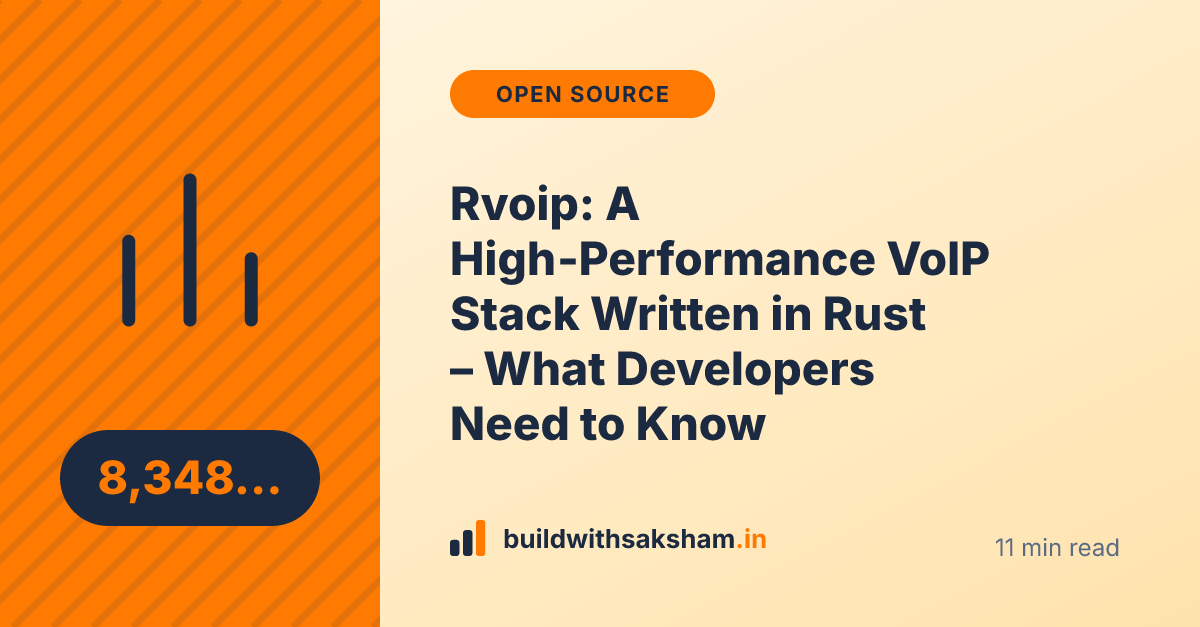 OPEN SOURCE
Rvoip: A
High-Performance VoIP
Stack Written in Rust
– What Developers
Need to Know
8,348...
buildwithsaksham.in
11 min read